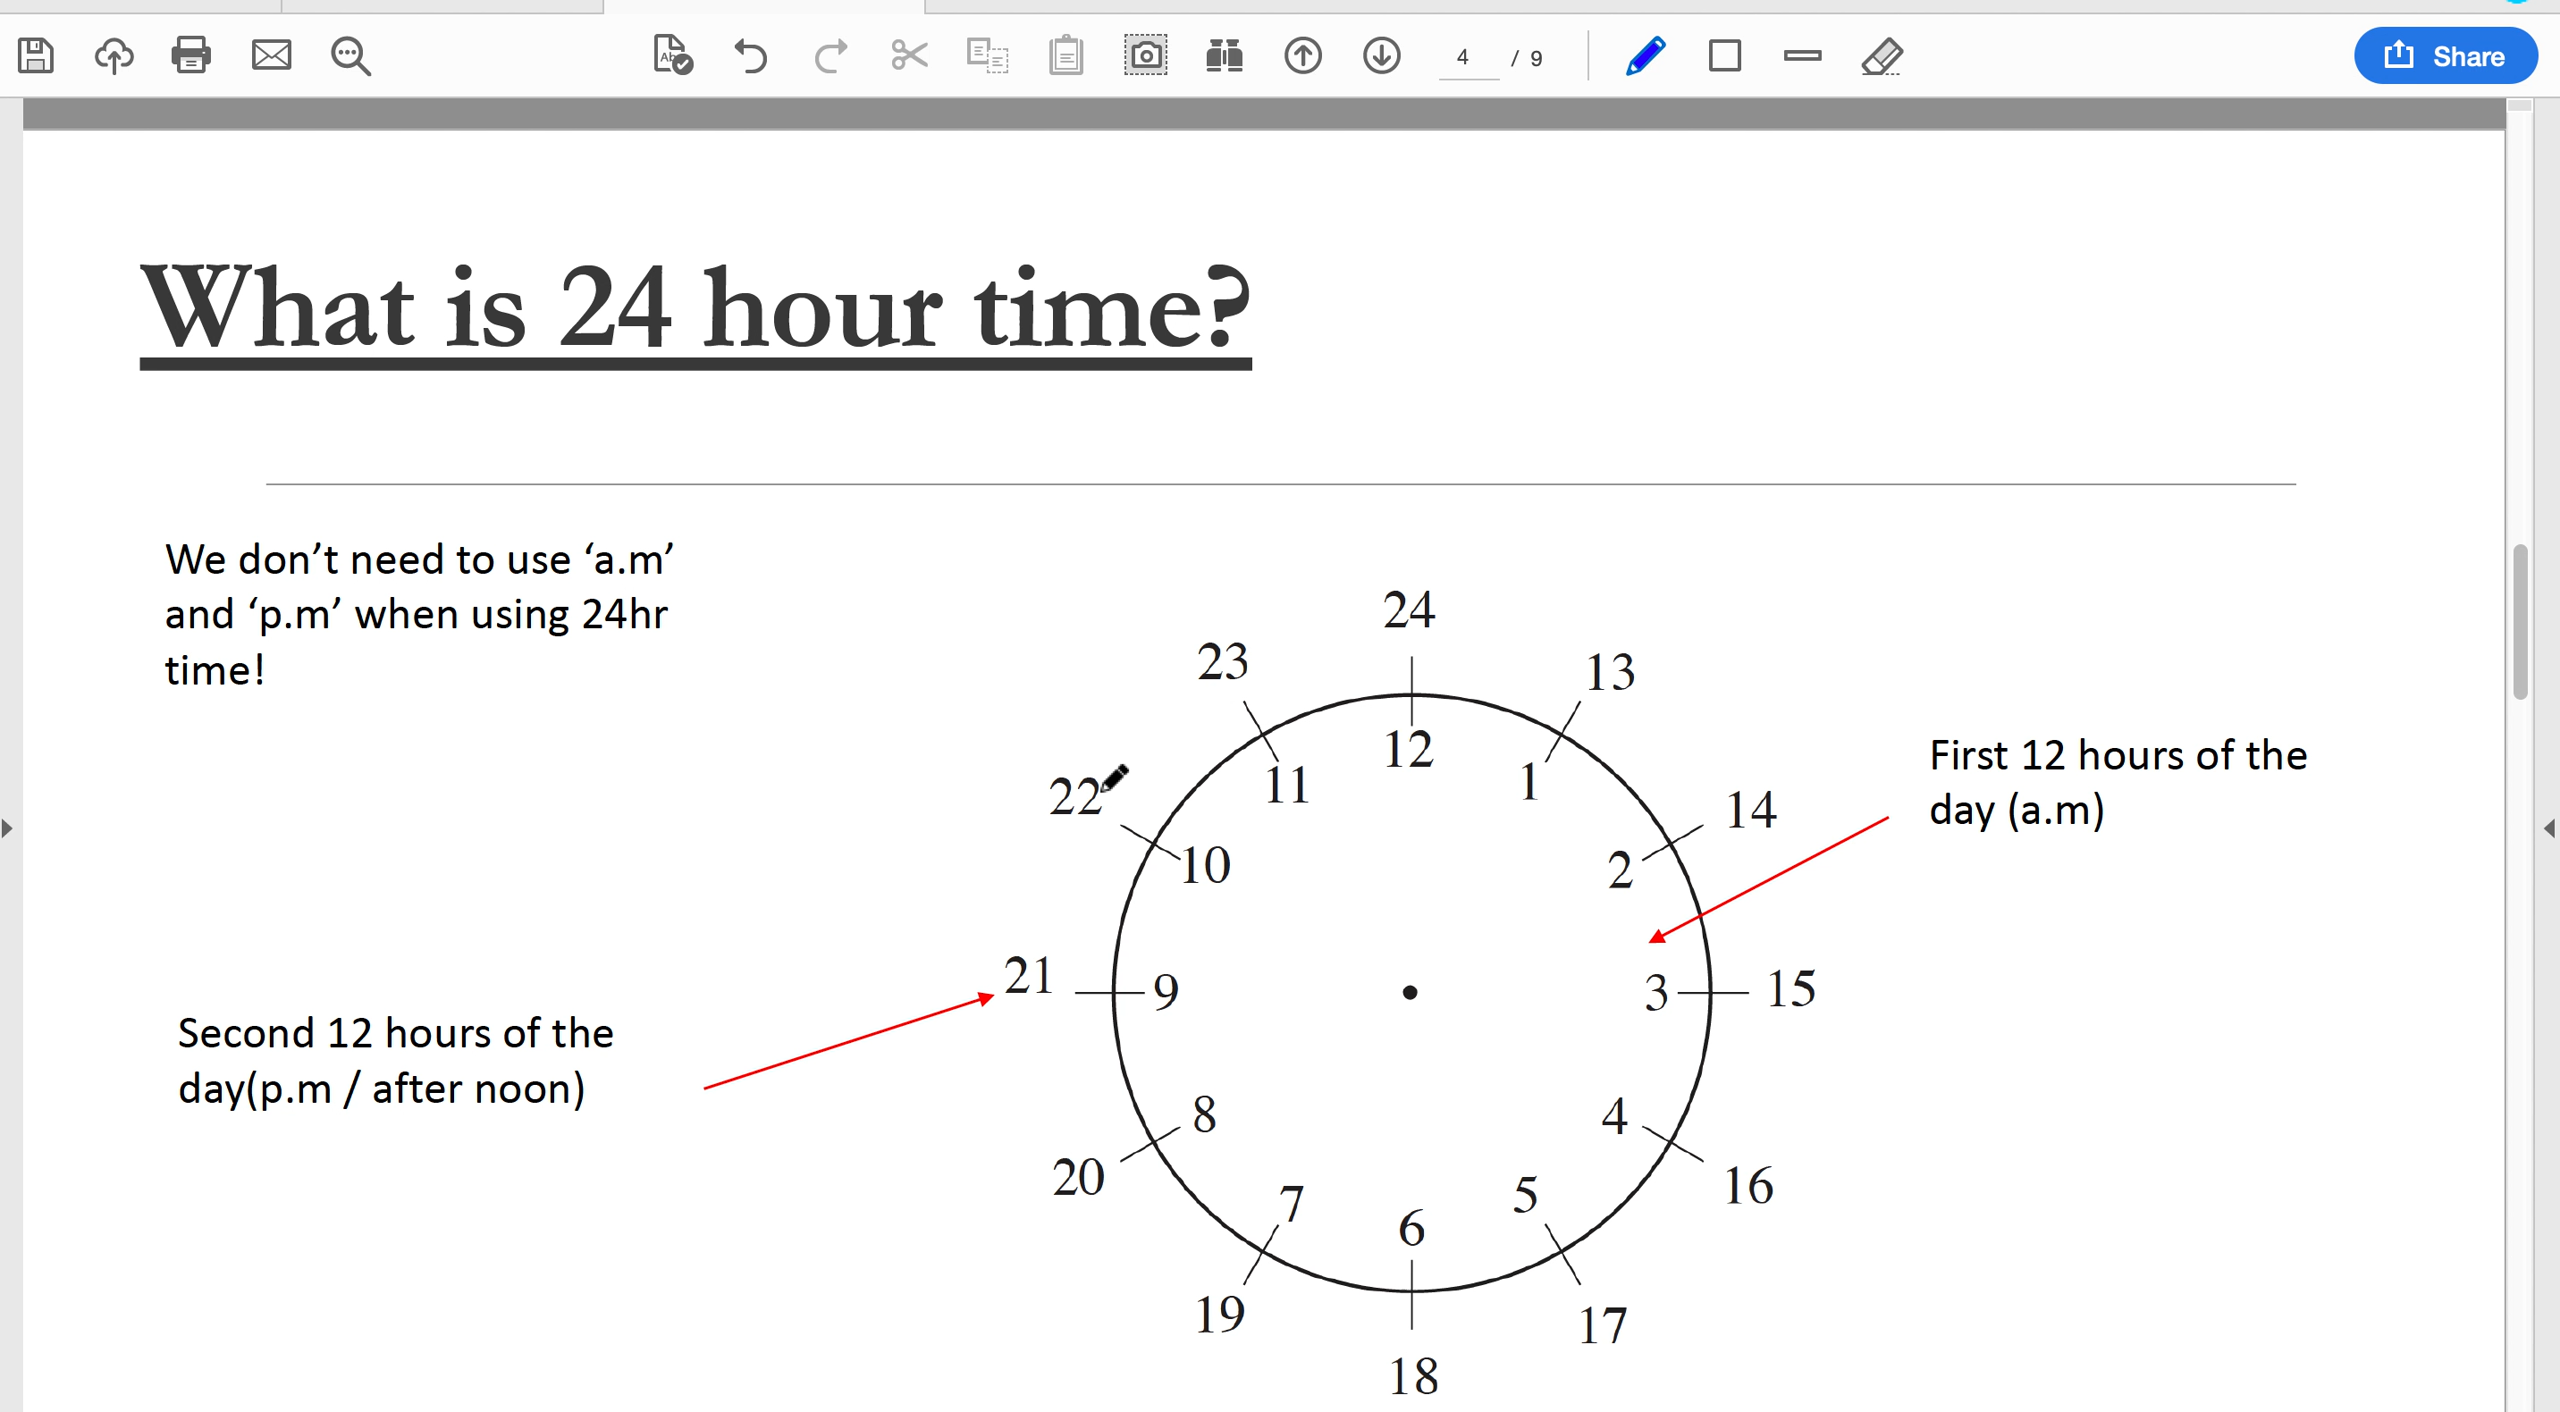 4 / 9
Share
What is 24 hour time?
We don’t need to use ‘a.m’
and ‘p.m’ when using 24hr
time!
24
23
13
12
11
1
22
14
10
2
First 12 hours of the
day (a.m)
21
9
3
15
Second 12 hours of the
day(p.m / after noon)
8
4
20
16
7
5
6
19
17
18